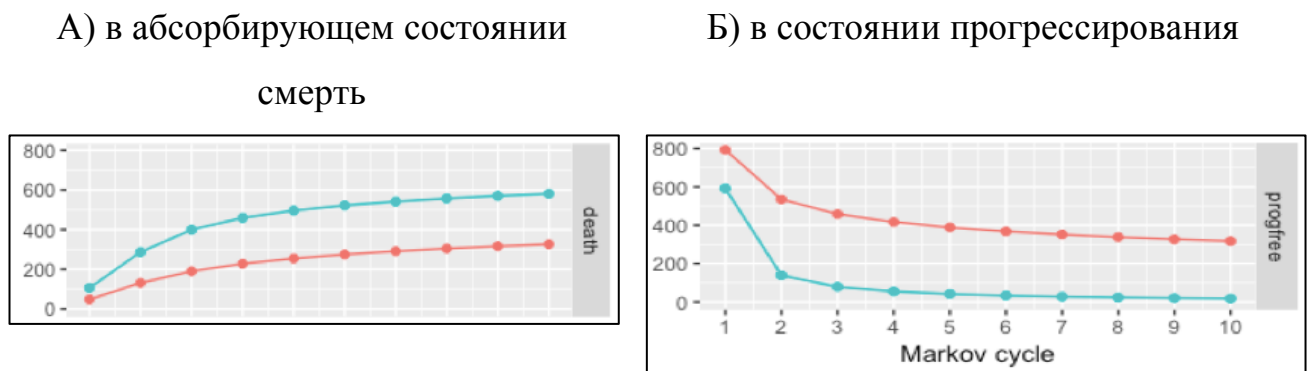 А) в абсорбирующем состоянии
смерть
Б) в состоянии прогрессирования
800
600
400
200
0
death
800
600
400
200
0
progfree
1 2 3 4 5 6 7 8 9 10
Markov cycle